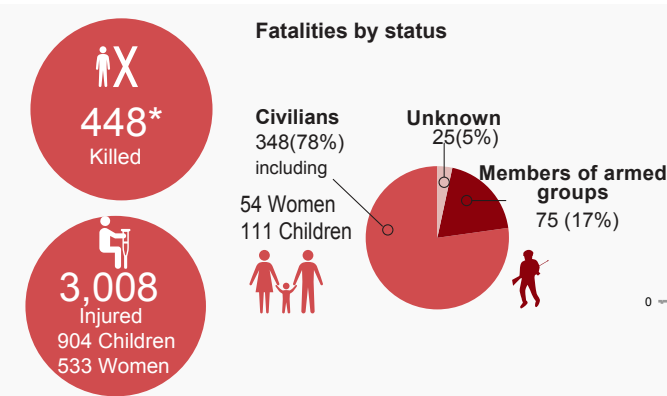 448*
Killed
3,008
Injured
904 Children
533 Women
Fatalities by status
Civilians
348(78%)
including
54 Women
111 Children
Unknown
25(5%)
Members of armed
groups
75 (17%)
0